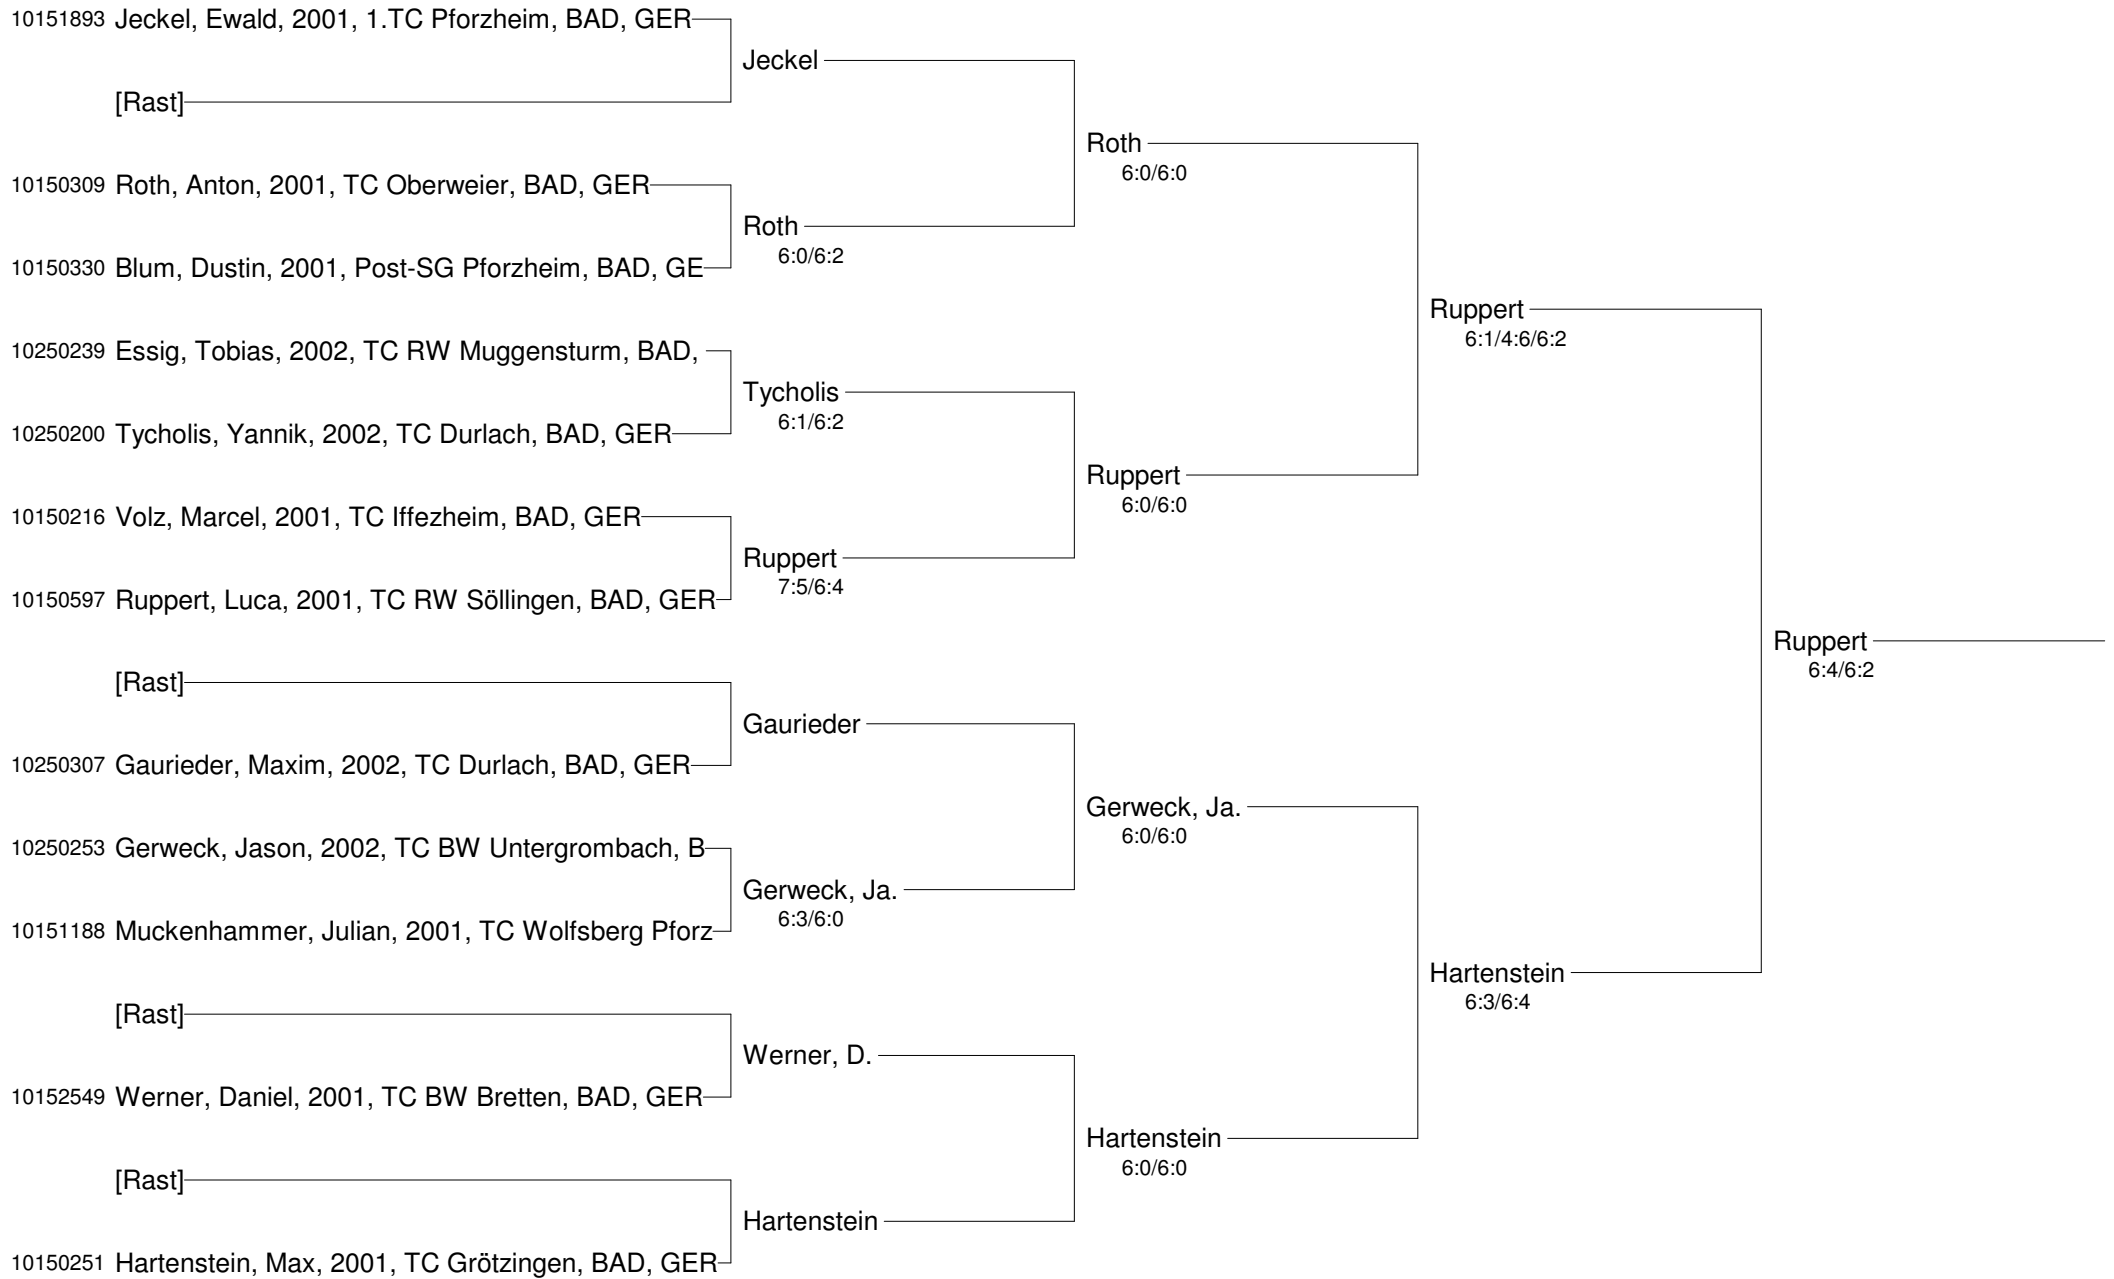 10151893 Jeckel, Ewald, 2001, 1.TC Pforzheim, BAD, GER
Jeckel
[Rast]
Roth
6:0/6:0
10150309 Roth, Anton, 2001, TC Oberweier, BAD, GER
Roth
6:0/6:2
10150330 Blum, Dustin, 2001, Post-SG Pforzheim, BAD, GE
Ruppert
6:1/4:6/6:2
10250239 Essig, Tobias, 2002, TC RW Muggensturm, BAD,
Tycholis
6:1/6:2
10250200 Tycholis, Yannik, 2002, TC Durlach, BAD, GER
Ruppert
6:0/6:0
10150216 Volz, Marcel, 2001, TC Iffezheim, BAD, GER
Ruppert
7:5/6:4
10150597 Ruppert, Luca, 2001, TC RW Söllingen, BAD, GER
Ruppert
6:4/6:2
[Rast]
Gaurieder
10250307 Gaurieder, Maxim, 2002, TC Durlach, BAD, GER
Gerweck, Ja.
6:0/6:0
10250253 Gerweck, Jason, 2002, TC BW Untergrombach, B
Gerweck, Ja.
6:3/6:0
10151188 Muckenhammer, Julian, 2001, TC Wolfsberg Pforz
Hartenstein
6:3/6:4
[Rast]
Werner, D.
10152549 Werner, Daniel, 2001, TC BW Bretten, BAD, GER
Hartenstein
6:0/6:0
[Rast]
Hartenstein
10150251 Hartenstein, Max, 2001, TC Grötzingen, BAD, GER